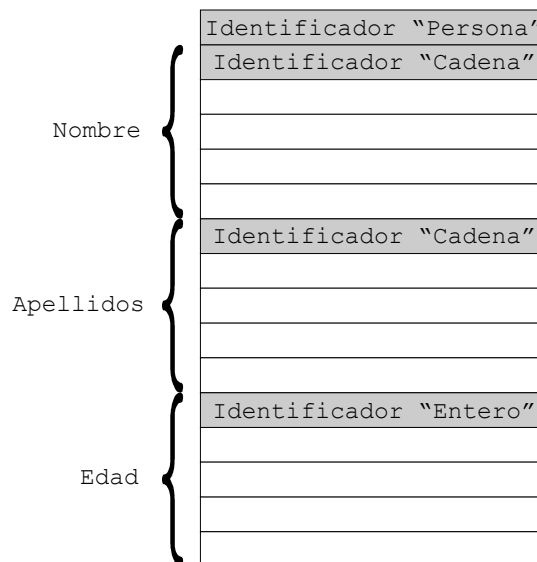 Identificador “Persona”
Identificador “Cadena”
Nombre
Identificador “Cadena”
Apellidos
Identificador “Entero”
Edad